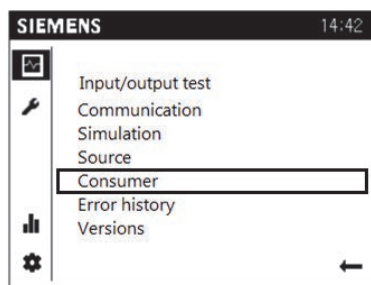 SIEMENS 14:42
Input/output test
Communication
Simulation
Source
Consumer
Error history
Versions